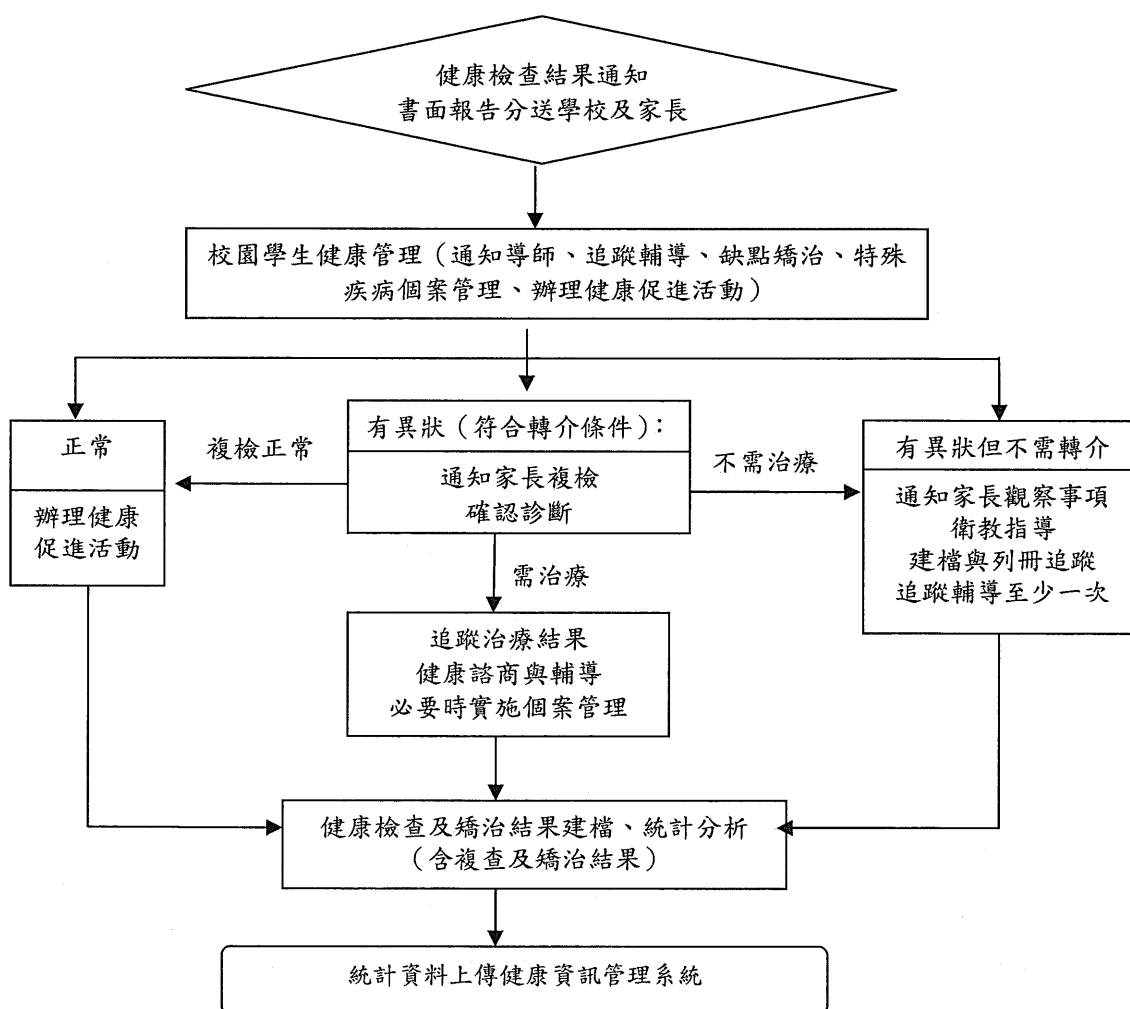 健康檢查結果通知
書面報告分送學校及家長
校園學生健康管理（通知導師、追蹤輔導、缺點矯治、特殊
疾病個案管理、辦理健康促進活動）
正常
辦理健康
促進活動
複檢正常
有異狀（符合轉介條件）：
通知家長複檢
確認診斷
不需治療
有異狀但不需轉介
通知家長觀察事項
衛教指導
建檔與列冊追蹤
追蹤輔導至少一次
需治療
追蹤治療結果
健康諮商與輔導
必要時實施個案管理
健康檢查及矯治結果建檔、統計分析
（含複查及矯治結果）
統計資料上傳健康資訊管理系統